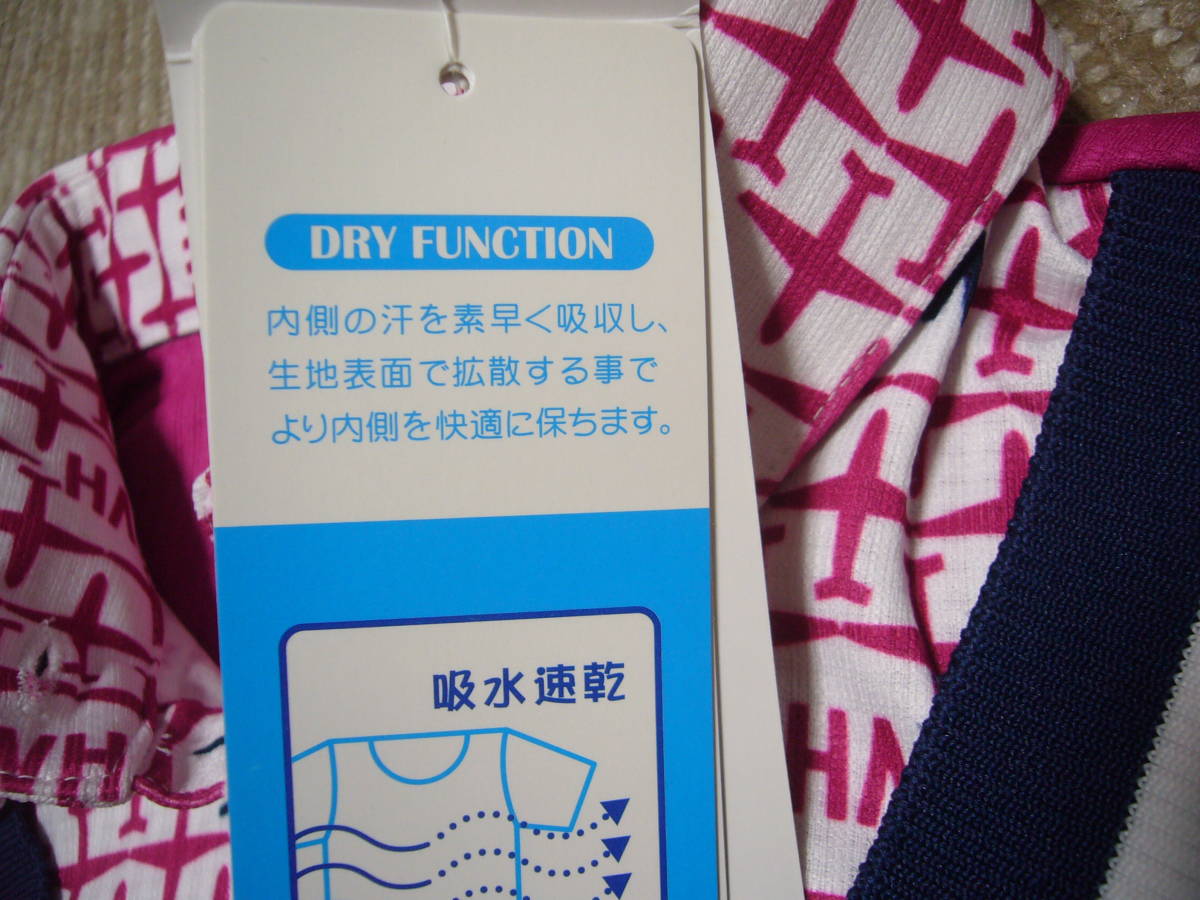 DRY FUNCTION
内側の汗を素早く吸収し、
生地表面で拡散する事で
より内側を快適に保ちます。
吸水速乾